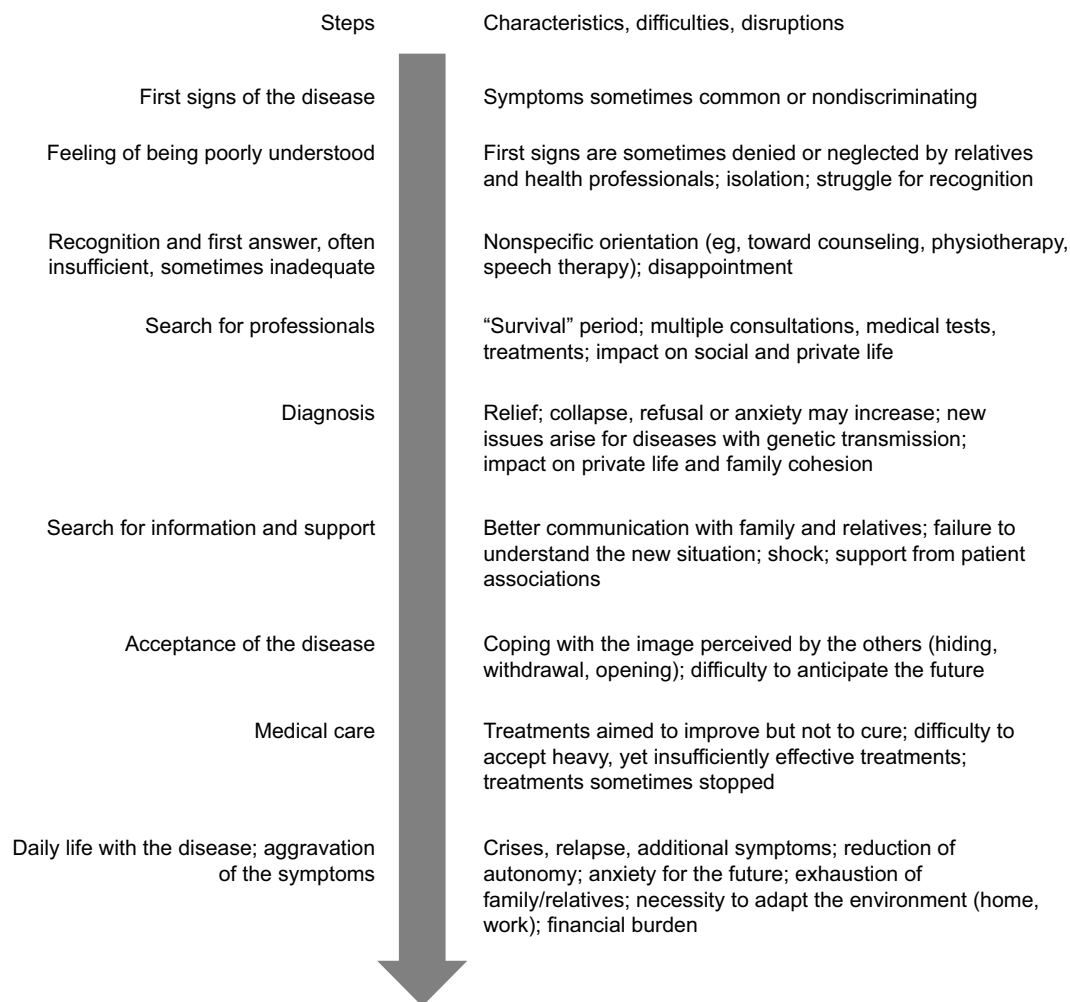 Steps
Characteristics, difficulties, disruptions
First signs of the disease
Symptoms sometimes common or nondiscriminating
Feeling of being poorly understood
First signs are sometimes denied or neglected by relatives
and health professionals; isolation; struggle for recognition
Recognition and first answer, often
insufficient, sometimes inadequate
Nonspecific orientation (eg, toward counseling, physiotherapy,
speech therapy); disappointment
Search for professionals
“Survival” period; multiple consultations, medical tests,
treatments; impact on social and private life
Diagnosis
Relief; collapse, refusal or anxiety may increase; new
issues arise for diseases with genetic transmission;
impact on private life and family cohesion
Search for information and support
Better communication with family and relatives; failure to
understand the new situation; shock; support from patient
associations
Acceptance of the disease
Coping with the image perceived by the others (hiding,
withdrawal, opening); difficulty to anticipate the future
Medical care
Treatments aimed to improve but not to cure; difficulty to
accept heavy, yet insufficiently effective treatments;
treatments sometimes stopped
Daily life with the disease; aggravation
of the symptoms
Crises, relapse, additional symptoms; reduction of
autonomy; anxiety for the future; exhaustion of
family/relatives; necessity to adapt the environment (home,
work); financial burden